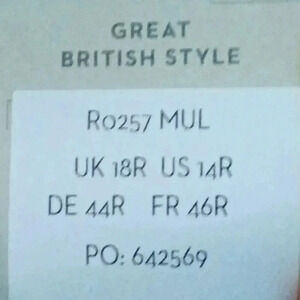 GREAT
BRITISH STYLE
R0257 MUL
UK 18R US 14R
DE 44R FR 46R
PO: 642569